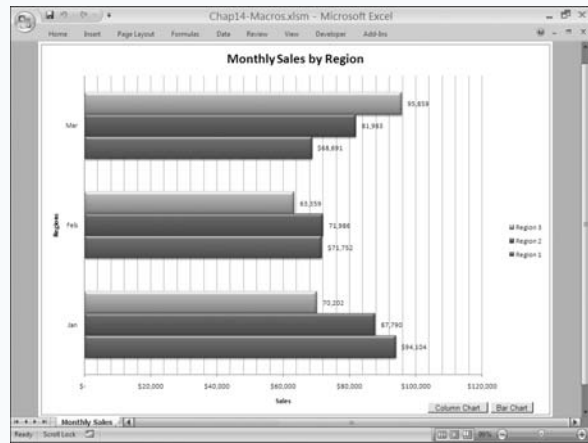 Chap14-Macros.xlsm - Microsoft Excel
Home Insert Page Layout Formulas Data Review View Developer Add-Ins
Monthly Sales by Region
Mar
95,839
81,983
$68,691
Feb
63,359
71,986
$71,752
Jan
70,202
87,790
$94,104
Regions
Region 3
Region 2
Region 1
$- $20,000 $40,000 $60,000 $80,000 $100,000 $120,000
Sales
Column Chart Bar Chart
Monthly Sales
Ready Scroll Lock